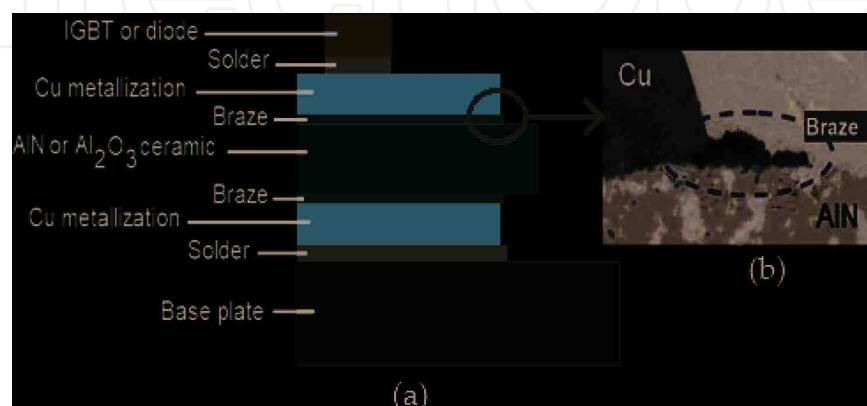 IGBT or diode
Solder
Cu metallization
Braze
AlN or Al2O3 ceramic
Braze
Cu metallization
Solder
Base plate
(a)
Cu
Braze
AlN
(b)